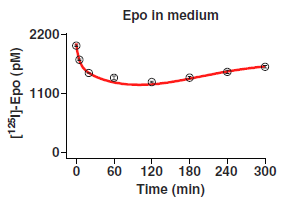 Epo in medium
[¹²⁵I]-Epo (pM)
2200
1100
0
0 60 120 180 240 300
Time (min)